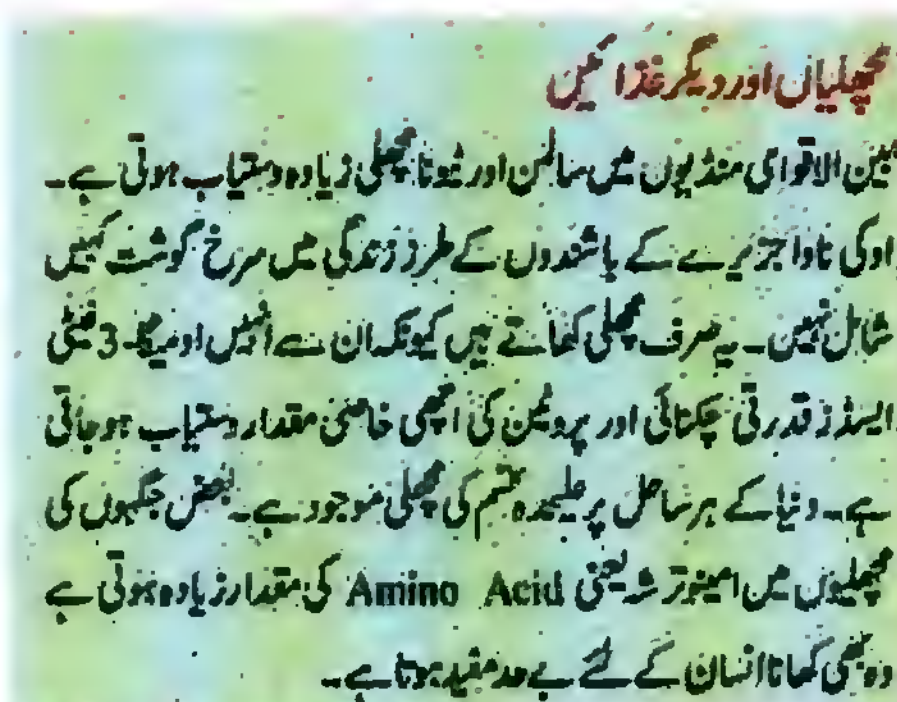 مچھلیاں اور دیگر غذائیں
بین الاقوامی منڈیوں میں سالمن اور ٹیونا مچھلی زیادہ دستیاب ہوتی ہے۔
اوکی ناوا جزیرے کے باشندوں کے طرز زندگی میں سرخ گوشت کہیں
شامل نہیں۔ یہ صرف مچھلی کھاتے ہیں کیونکہ ان سے انہیں اومیگا 3 فیٹی
ایسڈز قدرتی چکنائی اور پروٹین کی اچھی خاصی مقدار دستیاب ہوجاتی
ہے۔ دنیا کے ہر ساحل پر علیحدہ قسم کی مچھلی موجود ہے۔ بعض جگہوں کی
مچھلیوں میں امینو ترشے یعنی Amino Acid کی مقدار زیادہ ہوتی ہے
وہ بھی کھانا انسان کے لئے بے حد مفید ہوتا ہے۔